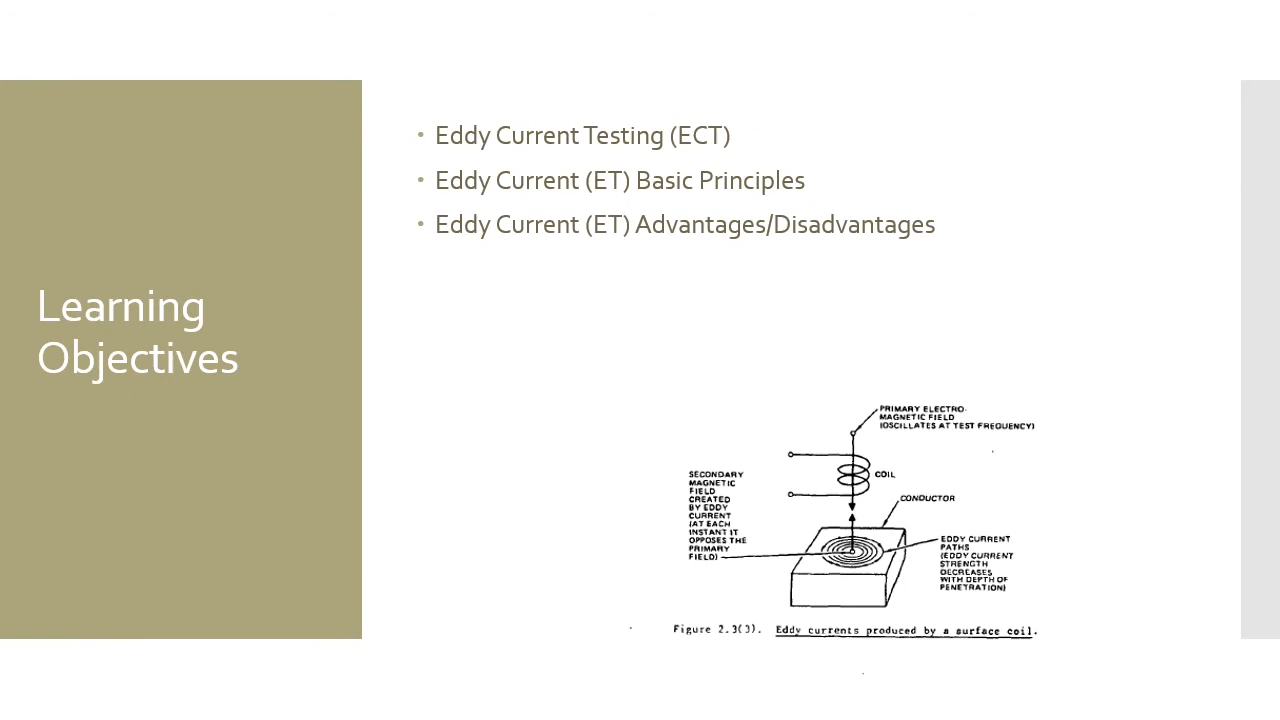 Learning
Objectives
Eddy Current Testing (ECT)
Eddy Current (ET) Basic Principles
Eddy Current (ET) Advantages/Disadvantages
PRIMARY ELECTRO-
MAGNETIC FIELD
(OSCILLATES AT TEST FREQUENCY)
COIL
SECONDARY
MAGNETIC
FIELD
CREATED
BY EDDY
CURRENT
(AT EACH
INSTANT IT
OPPOSES THE
PRIMARY
FIELD)
CONDUCTOR
EDDY CURRENT
PATHS
(EDDY CURRENT
STRENGTH
DECREASES
WITH DEPTH OF
PENETRATION)
Figure 2.3(3). Eddy currents produced by a surface coil.